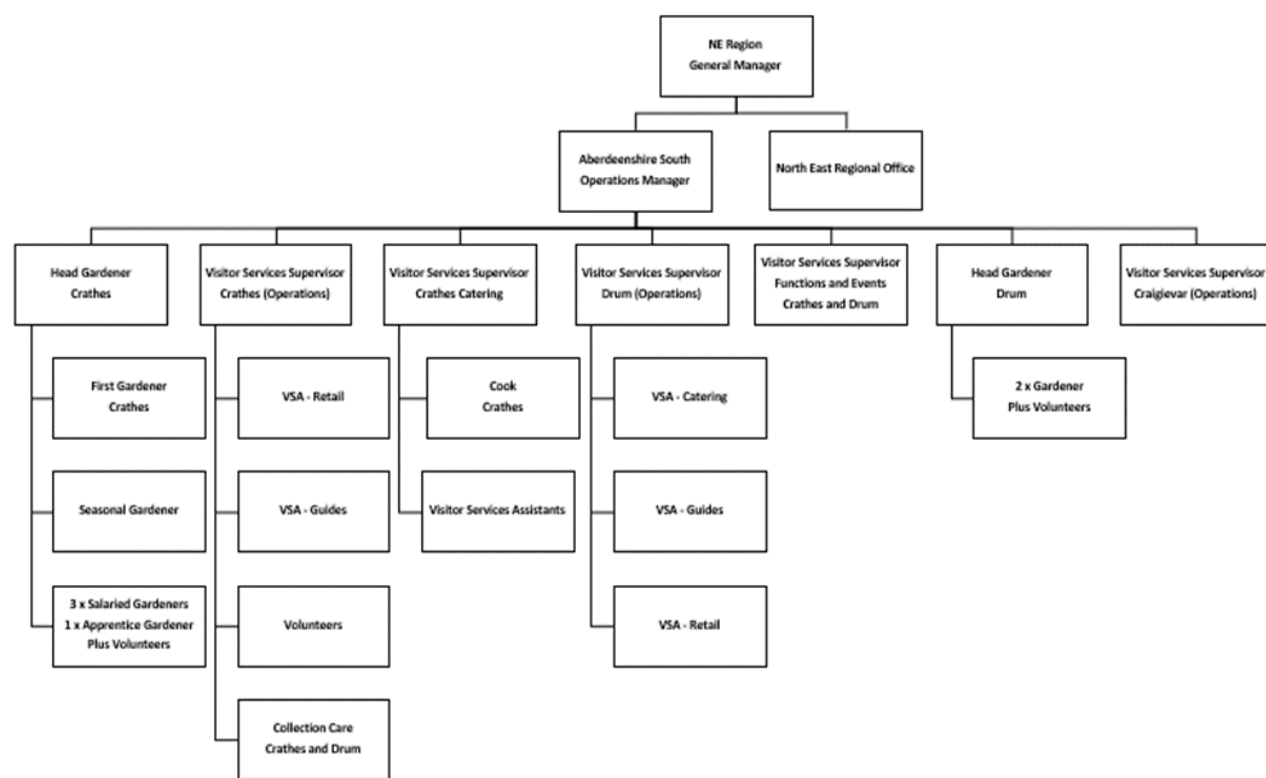 NE Region
General Manager
Aberdeenshire South
Operations Manager
North East Regional Office
Head Gardener
Crathes
Visitor Services Supervisor
Crathes (Operations)
Visitor Services Supervisor
Crathes Catering
Visitor Services Supervisor
Drum (Operations)
Visitor Services Supervisor
Functions and Events
Crathes and Drum
Head Gardener
Drum
Visitor Services Supervisor
Craigievar (Operations)
First Gardener
Crathes
VSA - Retail
Cook
Crathes
VSA - Catering
2 x Gardener
Plus Volunteers
Seasonal Gardener
VSA - Guides
Visitor Services Assistants
VSA - Guides
3 x Salaried Gardeners
1 x Apprentice Gardener
Plus Volunteers
Volunteers
VSA - Retail
Collection Care
Crathes and Drum